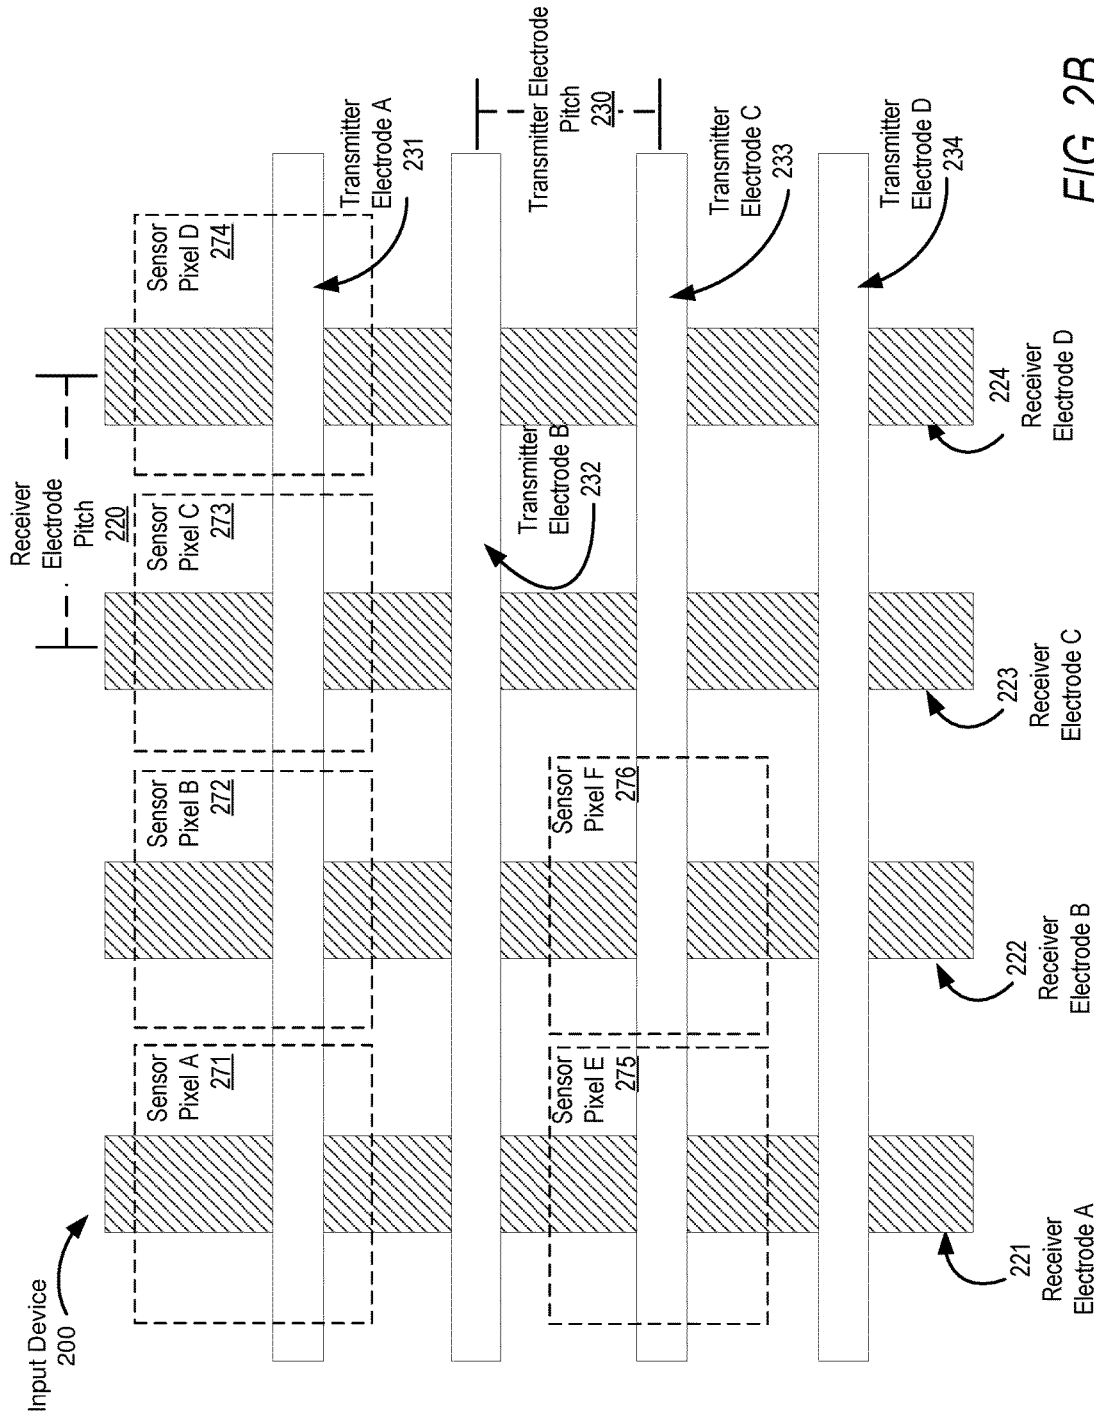 Input Device
200
Receiver
Electrode
Pitch
220
Sensor
Pixel A
271
Sensor
Pixel B
272
Sensor
Pixel C
273
Sensor
Pixel D
274
Transmitter
Electrode A
231
Transmitter
Electrode B
232
Transmitter Electrode
Pitch
230
Sensor
Pixel E
275
Sensor
Pixel F
276
Transmitter
Electrode C
233
Transmitter
Electrode D
234
221
Receiver
Electrode A
222
Receiver
Electrode B
223
Receiver
Electrode C
224
Receiver
Electrode D
FIG. 2B